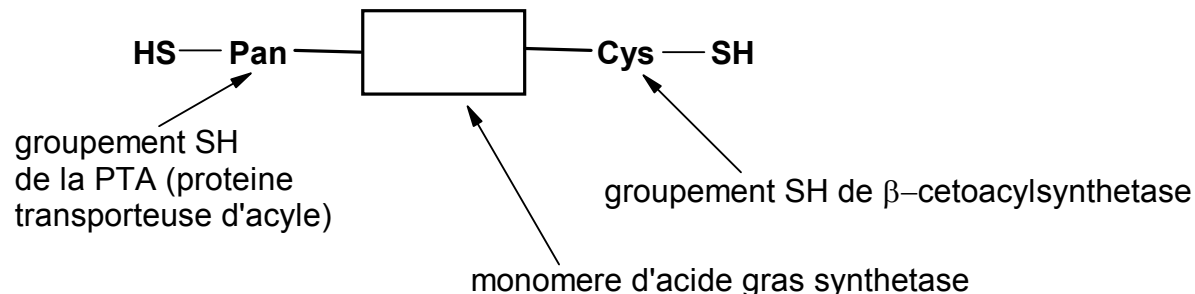 HS — Pan — Cys — SH
groupement SH
de la PTA (proteine
transporteuse d'acyle)
groupement SH de β–cetoacylsynthetase
monomere d'acide gras synthetase